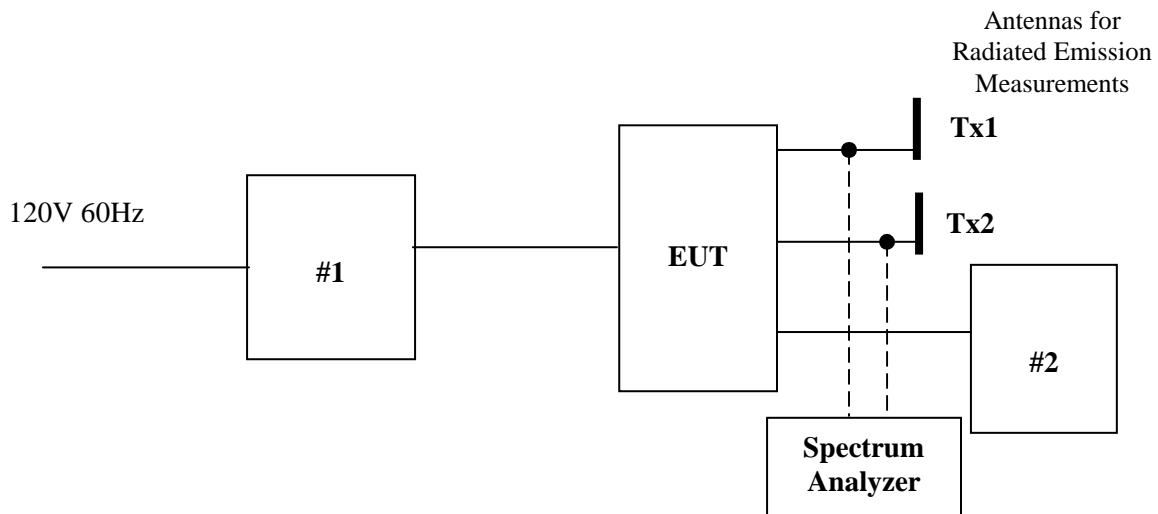 Antennas for
Radiated Emission
Measurements
Tx1
120V 60Hz
Tx2
#1
EUT
#2
Spectrum
Analyzer